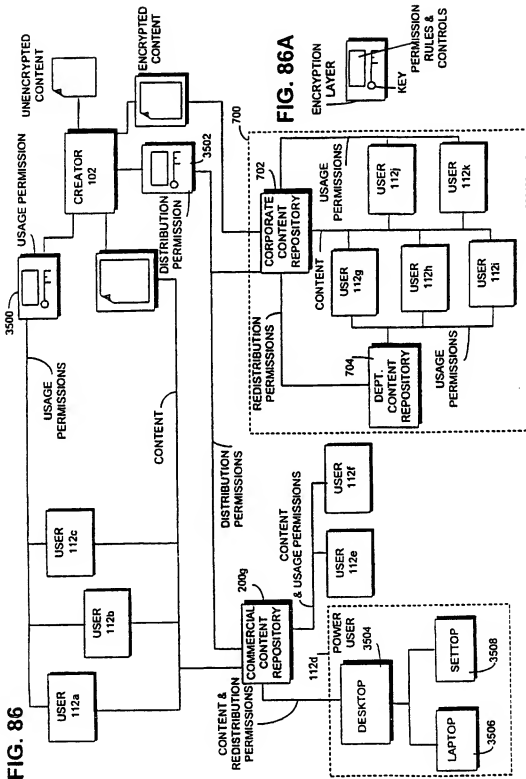 FIG. 86
3500
USAGE PERMISSION
UNENCRYPTED
CONTENT
CREATOR
102
ENCRYPTED
CONTENT
DISTRIBUTION
PERMISSION
3502
USAGE
PERMISSIONS
CONTENT
USER
112a
USER
112b
USER
112c
DISTRIBUTION
PERMISSIONS
COMMERCIAL
CONTENT
REPOSITORY
200g
CONTENT &
REDISTRIBUTION
PERMISSIONS
CONTENT
& USAGE PERMISSIONS
USER
112e
USER
112f
112d
POWER
USER
DESKTOP
3504
LAPTOP
3506
SETTOP
3508
FIG. 86A
ENCRYPTION
LAYER
KEY
PERMISSION
RULES &
CONTROLS
700
702
CORPORATE
CONTENT
REPOSITORY
REDISTRIBUTION
PERMISSIONS
704
DEPT.
CONTENT
REPOSITORY
CONTENT
USAGE
PERMISSIONS
USER
112g
USER
112h
USER
112i
USER
112j
USER
112k
USAGE
PERMISSIONS